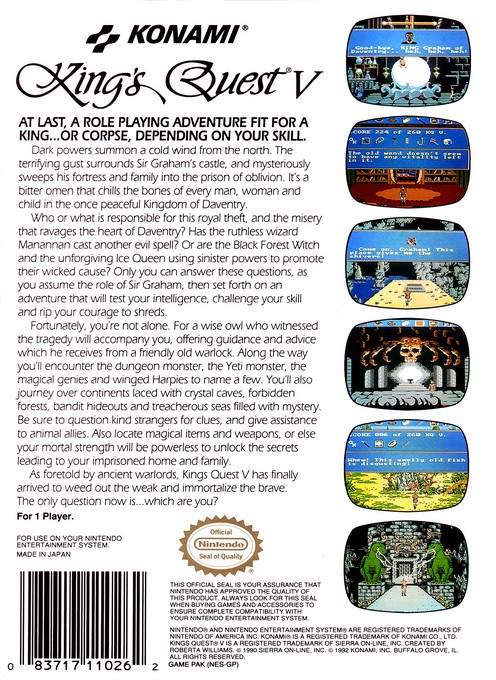 KONAMI®
King's Quest® V
AT LAST, A ROLE PLAYING ADVENTURE FIT FOR A
KING...OR CORPSE, DEPENDING ON YOUR SKILL.
Dark powers summon a cold wind from the north. The
terrifying gust surrounds Sir Graham's castle, and mysteriously
sweeps his fortress and family into the prison of oblivion. It's a
bitter omen that chills the bones of every man, woman and
child in the once peaceful Kingdom of Daventry.
Who or what is responsible for this royal theft, and the misery
that ravages the heart of Daventry? Has the ruthless wizard
Manannan cast another evil spell? Or are the Black Forest Witch
and the unforgiving Ice Queen using sinister powers to promote
their wicked cause? Only you can answer these questions, as
you assume the role of Sir Graham, then set forth on an
adventure that will test your intelligence, challenge your skill
and rip your courage to shreds.
Fortunately, you're not alone. For a wise owl who witnessed
the tragedy will accompany you, offering guidance and advice
which he receives from a friendly old warlock. Along the way
you'll encounter the dungeon monster, the Yeti monster, the
magical genies and winged Harpies to name a few. You'll also
journey over continents laced with crystal caves, forbidden
forests, bandit hideouts and treacherous seas filled with mystery.
Be sure to question kind strangers for clues, and give assistance
to animal allies. Also locate magical items and weapons, or else
your mortal strength will be powerless to unlock the secrets
leading to your imprisoned home and family.
As foretold by ancient warlords, Kings Quest V has finally
arrived to weed out the weak and immortalize the brave.
The only question now is...which are you?
For 1 Player.
FOR USE ON YOUR NINTENDO
ENTERTAINMENT SYSTEM.
MADE IN JAPAN
Official
Nintendo
Seal of Quality
THIS OFFICIAL SEAL IS YOUR ASSURANCE THAT
NINTENDO HAS APPROVED THE QUALITY OF
THIS PRODUCT. ALWAYS LOOK FOR THIS SEAL
WHEN BUYING GAMES AND ACCESSORIES TO
ENSURE COMPLETE COMPATIBILITY WITH
YOUR NINTENDO ENTERTAINMENT SYSTEM.
NINTENDO® AND NINTENDO ENTERTAINMENT SYSTEM® ARE REGISTERED TRADEMARKS OF
NINTENDO OF AMERICA INC. KONAMI® IS A REGISTERED TRADEMARK OF KONAMI CO., LTD.
KINGS QUEST® V IS A REGISTERED TRADEMARK OF SIERRA ON-LINE, INC. CREATED BY
ROBERTA WILLIAMS. © 1990 SIERRA ON-LINE, INC. © 1992 KONAMI, INC. BUFFALO GROVE, IL.
ALL RIGHTS RESERVED.
GAME PAK (NES-GP)
0 83717 11026 2
Good-bye, KING Graham of
Daventry... heh, heh, heh!
CORE 224 of 260 KQ V.
The old wand doesn't seem
to have any vitality left
in it.
Come on, Graham! This
place gives me the
shivers!
CORE 006 of 260 KQ V.
Whew! This smelly old fish
is disgusting!